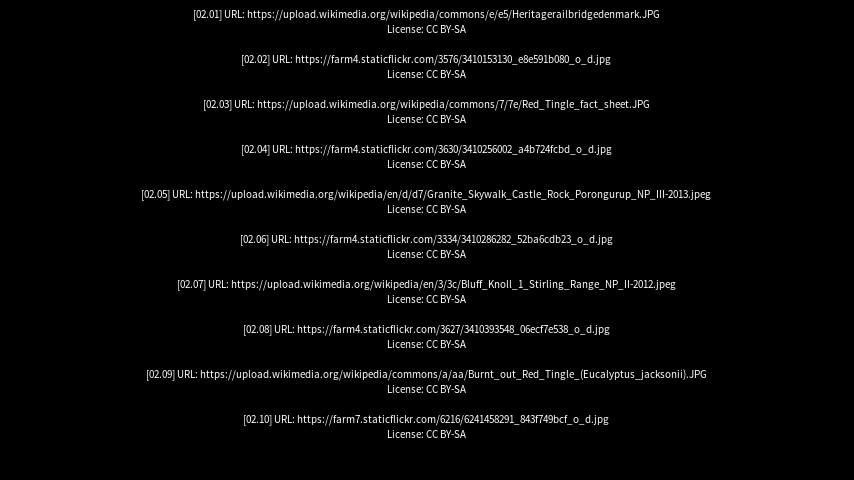 [02.01] URL: https://upload.wikimedia.org/wikipedia/commons/e/e5/Heritagerailbridgedenmark.JPG
License: CC BY-SA
[02.02] URL: https://farm4.staticflickr.com/3576/3410153130_e8e591b080_o_d.jpg
License: CC BY-SA
[02.03] URL: https://upload.wikimedia.org/wikipedia/commons/7/7e/Red_Tingle_fact_sheet.JPG
License: CC BY-SA
[02.04] URL: https://farm4.staticflickr.com/3630/3410256002_a4b724fcbd_o_d.jpg
License: CC BY-SA
[02.05] URL: https://upload.wikimedia.org/wikipedia/en/d/d7/Granite_Skywalk_Castle_Rock_Porongurup_NP_III-2013.jpeg
License: CC BY-SA
[02.06] URL: https://farm4.staticflickr.com/3334/3410286282_52ba6cdb23_o_d.jpg
License: CC BY-SA
[02.07] URL: https://upload.wikimedia.org/wikipedia/en/3/3c/Bluff_Knoll_1_Stirling_Range_NP_II-2012.jpeg
License: CC BY-SA
[02.08] URL: https://farm4.staticflickr.com/3627/3410393548_06ecf7e538_o_d.jpg
License: CC BY-SA
[02.09] URL: https://upload.wikimedia.org/wikipedia/commons/a/aa/Burnt_out_Red_Tingle_(Eucalyptus_jacksonii).JPG
License: CC BY-SA
[02.10] URL: https://farm7.staticflickr.com/6216/6241458291_843f749bcf_o_d.jpg
License: CC BY-SA